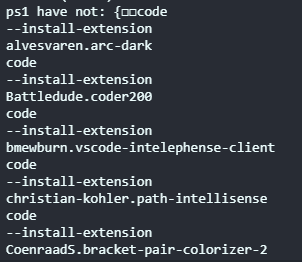 ps1 have not: {□□code
--install-extension
alvesvaren.arc-dark
code
--install-extension
Battledude.coder200
code
--install-extension
bmewburn.vscode-intelephense-client
code
--install-extension
christian-kohler.path-intellisense
code
--install-extension
CoenraadS.bracket-pair-colorizer-2